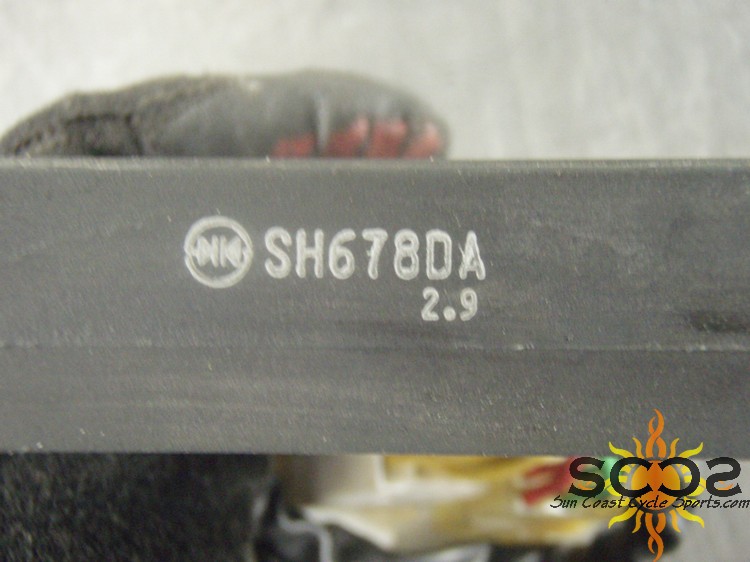 SH678DA
2.9
SCCS
Sun Coast Cycle Sports.com